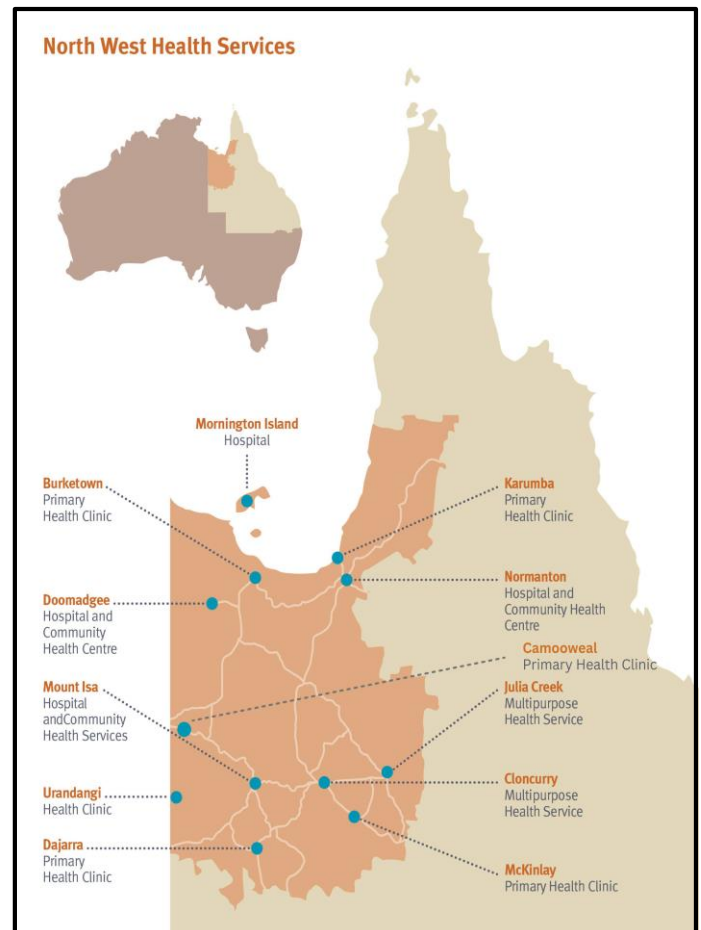 North West Health Services
Mornington Island
Hospital
Burketown
Primary
Health Clinic
Karumba
Primary
Health Clinic
Doomadgee
Hospital and
Community
Health Centre
Normanton
Hospital and
Community Health
Centre
Camooweal
Primary Health Clinic
Mount Isa
Hospital
andCommunity
Health Services
Julia Creek
Multipurpose
Health Service
Urandangi
Health Clinic
Cloncurry
Multipurpose
Health Service
Dajarra
Primary
Health Clinic
McKinlay
Primary Health Clinic